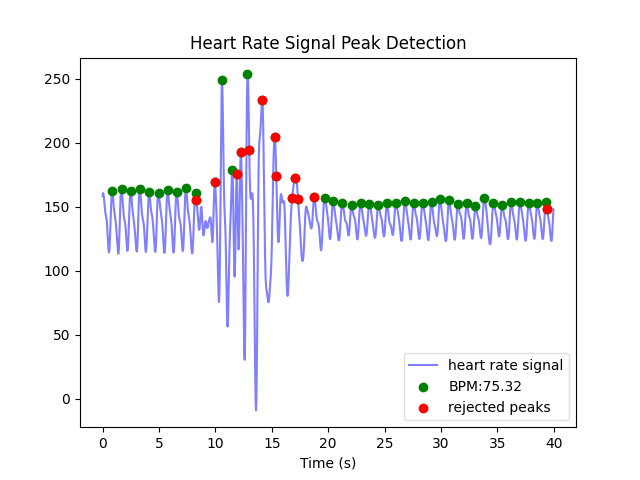 Heart Rate Signal Peak Detection
250
200
150
100
50
0
heart rate signal
BPM:75.32
rejected peaks
0 5 10 15 20 25 30 35 40
Time (s)